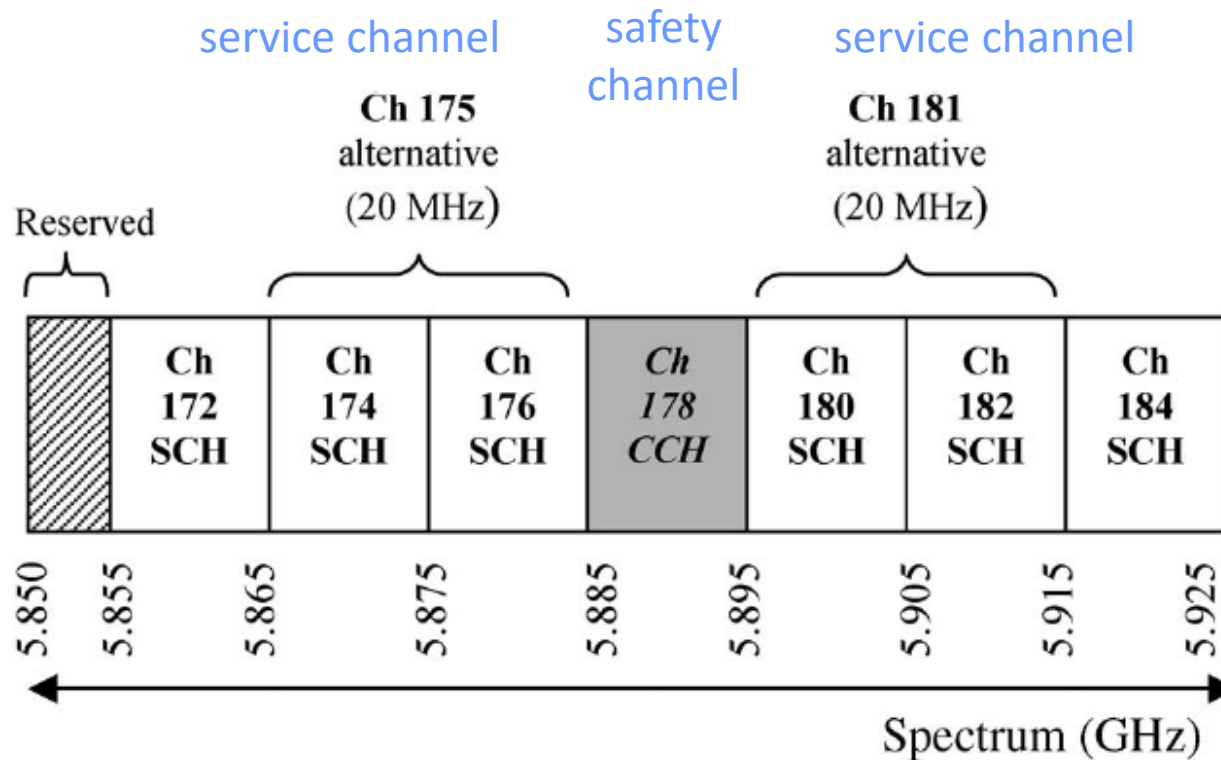 service channel
safety
channel
service channel
Ch 175
alternative
(20 MHz)
Ch 181
alternative
(20 MHz)
Reserved
Ch
172
SCH
Ch
174
SCH
Ch
176
SCH
Ch
178
CCH
Ch
180
SCH
Ch
182
SCH
Ch
184
SCH
5.850
5.855
5.865
5.875
5.885
5.895
5.905
5.915
5.925
Spectrum (GHz)